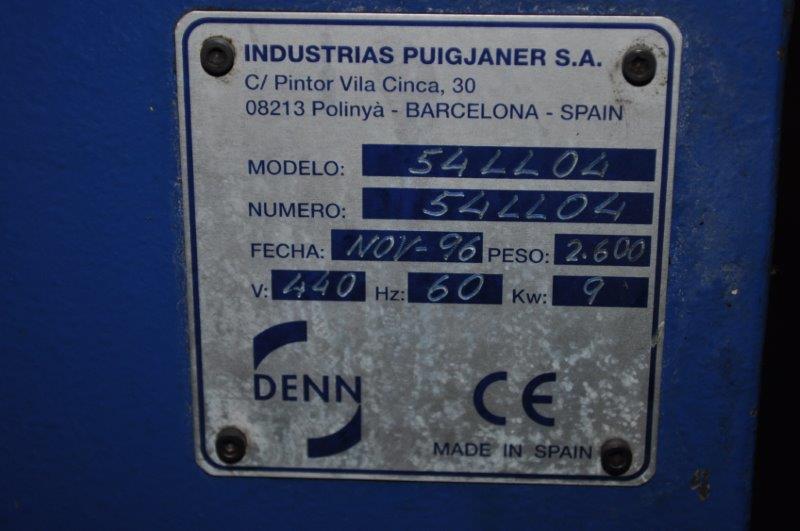 INDUSTRIAS PUIGJANER S.A.
C/ Pintor Vila Cinca, 30
08213 Polinyà - BARCELONA - SPAIN
MODELO: 54LL04
NUMERO: 54LL04
FECHA: NOV-96 PESO: 2.600
V: 440 Hz: 60 Kw: 9
DENN CE
MADE IN SPAIN